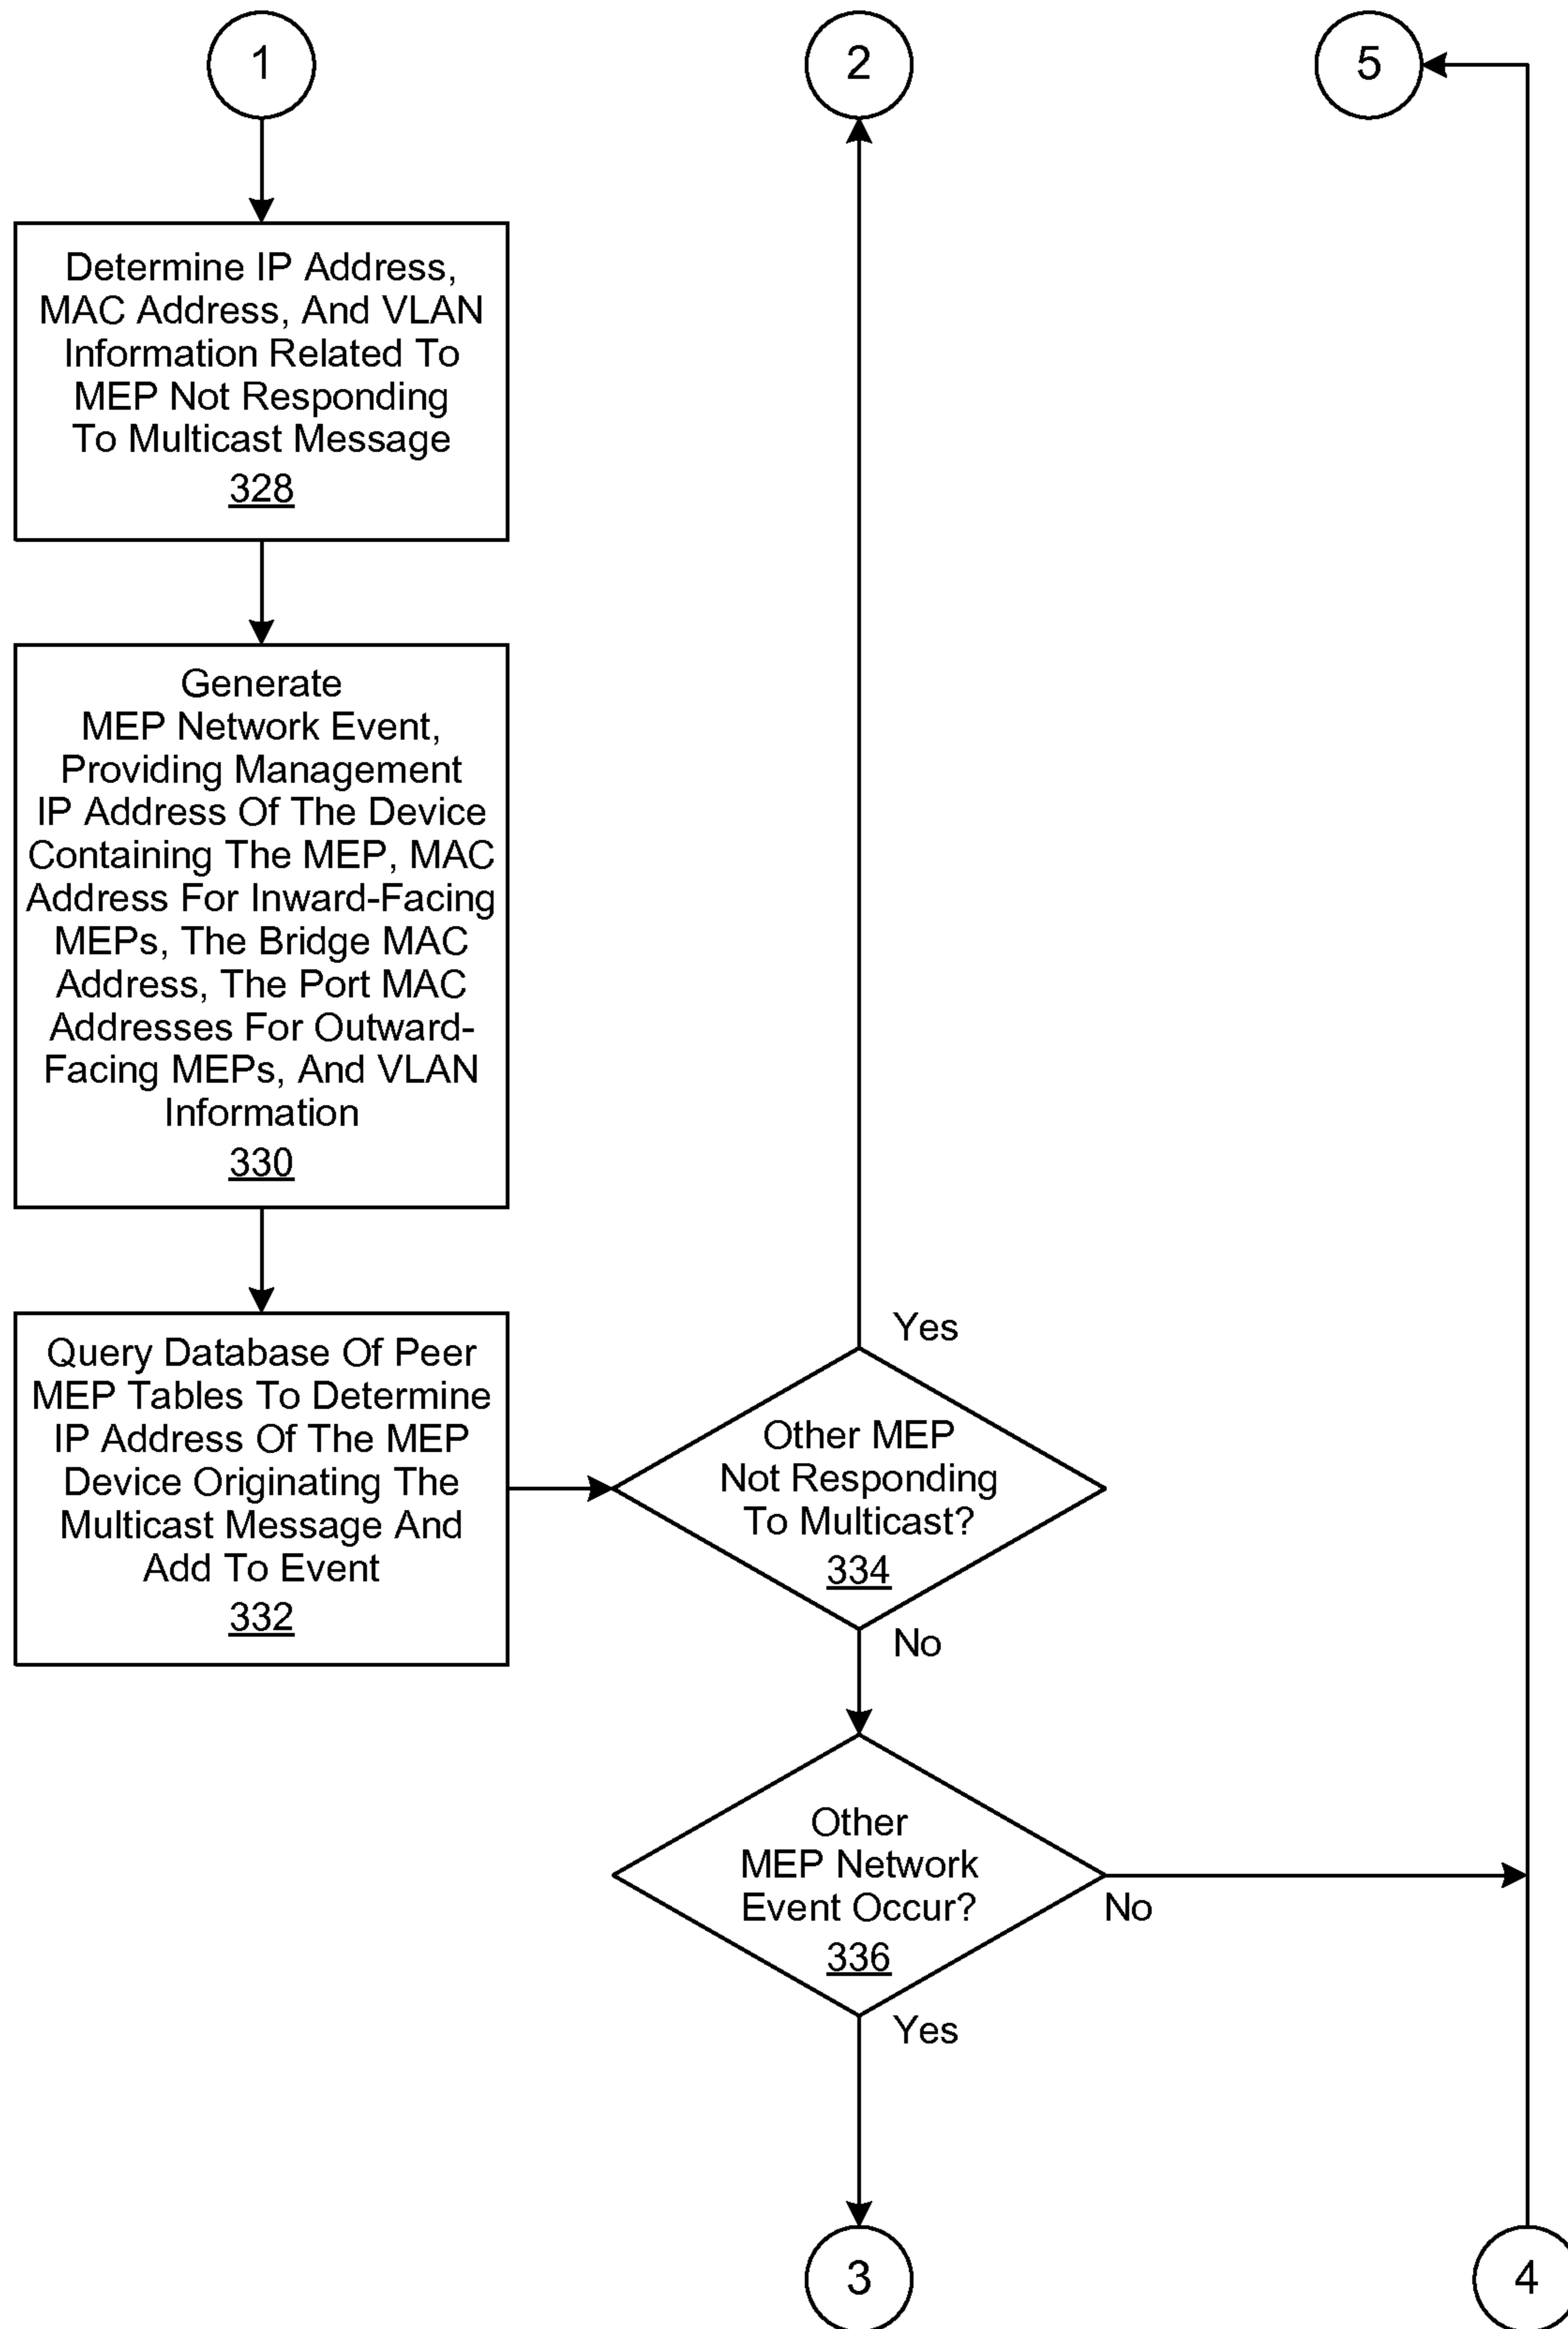 1
2
5
Determine IP Address,
MAC Address, And VLAN
Information Related To
MEP Not Responding
To Multicast Message
328
Generate
MEP Network Event,
Providing Management
IP Address Of The Device
Containing The MEP, MAC
Address For Inward-Facing
MEPs, The Bridge MAC
Address, The Port MAC
Addresses For Outward-
Facing MEPs, And VLAN
Information
330
Query Database Of Peer
MEP Tables To Determine
IP Address Of The MEP
Device Originating The
Multicast Message And
Add To Event
332
Yes
Other MEP
Not Responding
To Multicast?
334
No
Other
MEP Network
Event Occur?
336
No
Yes
3
4